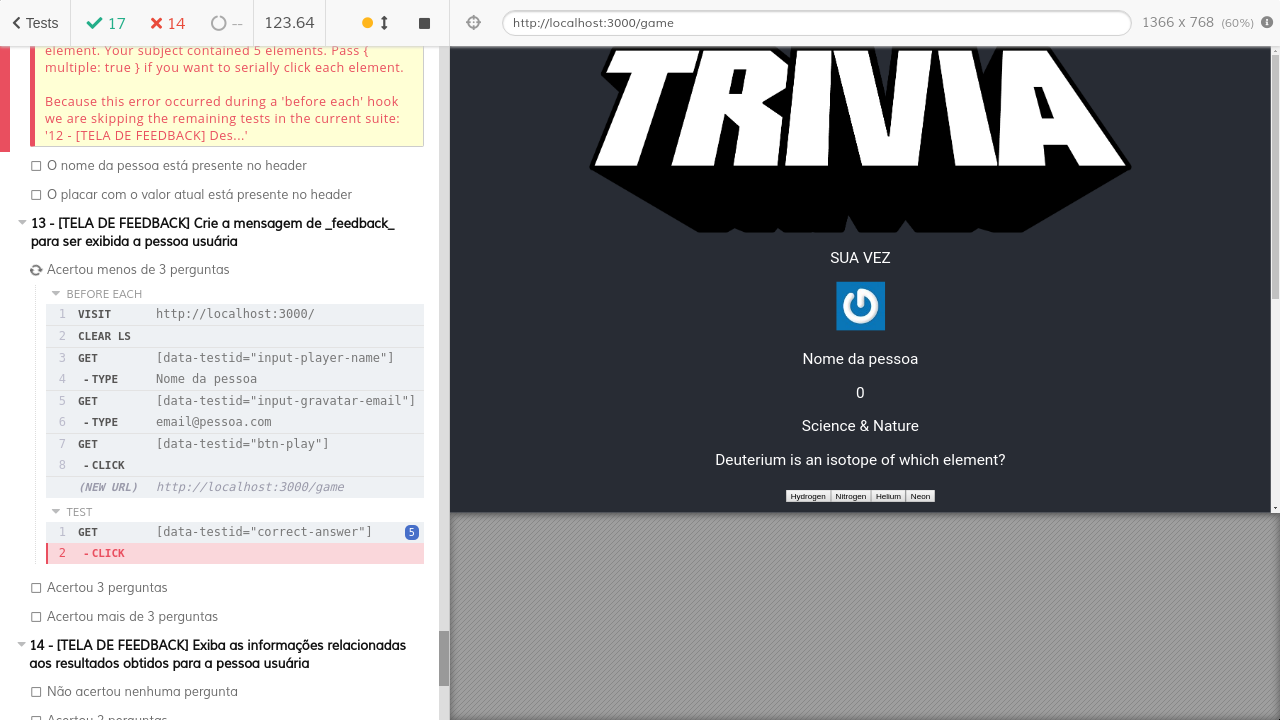 Tests 17 14 -- 123.64
http://localhost:3000/game
1366 x 768 (60%)
element. Your subject contained 5 elements. Pass {
multiple: true } if you want to serially click each element.
Because this error occurred during a 'before each' hook
we are skipping the remaining tests in the current suite:
'12 - [TELA DE FEEDBACK] Des...'
O nome da pessoa está presente no header
O placar com o valor atual está presente no header
13 - [TELA DE FEEDBACK] Crie a mensagem de _feedback_
para ser exibida a pessoa usuária
Acertou menos de 3 perguntas
BEFORE EACH
1 VISIT http://localhost:3000/
2 CLEAR LS
3 GET [data-testid="input-player-name"]
4 - TYPE Nome da pessoa
5 GET [data-testid="input-gravatar-email"]
6 - TYPE email@pessoa.com
7 GET [data-testid="btn-play"]
8 - CLICK
(NEW URL) http://localhost:3000/game
TEST
1 GET [data-testid="correct-answer"] 5
2 - CLICK
Acertou 3 perguntas
Acertou mais de 3 perguntas
14 - [TELA DE FEEDBACK] Exiba as informações relacionadas
aos resultados obtidos para a pessoa usuária
Não acertou nenhuma pergunta
Acertou 2 perguntas
TRIVIA
SUA VEZ
Nome da pessoa
0
Science & Nature
Deuterium is an isotope of which element?
Hydrogen Nitrogen Helium Neon